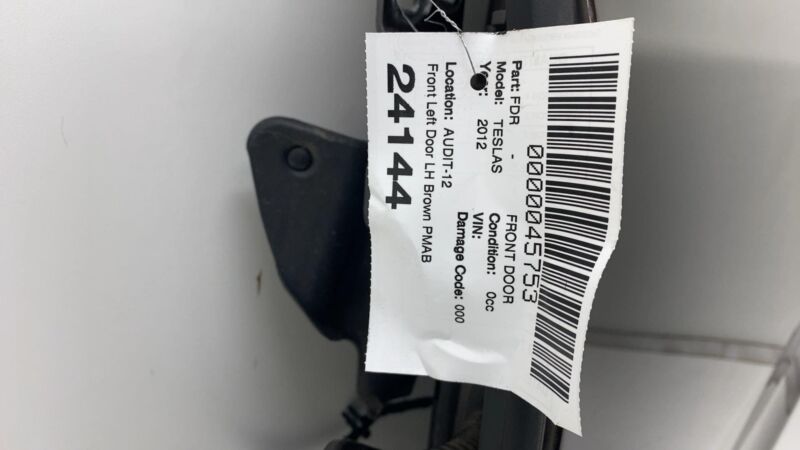 0000045753
Part: FDR - FRONT DOOR
Model: TESLAS Condition: 0cc
Year: 2012 VIN:
Damage Code: 000
Location: AUDIT-12
Front Left Door LH Brown PMAB
24144